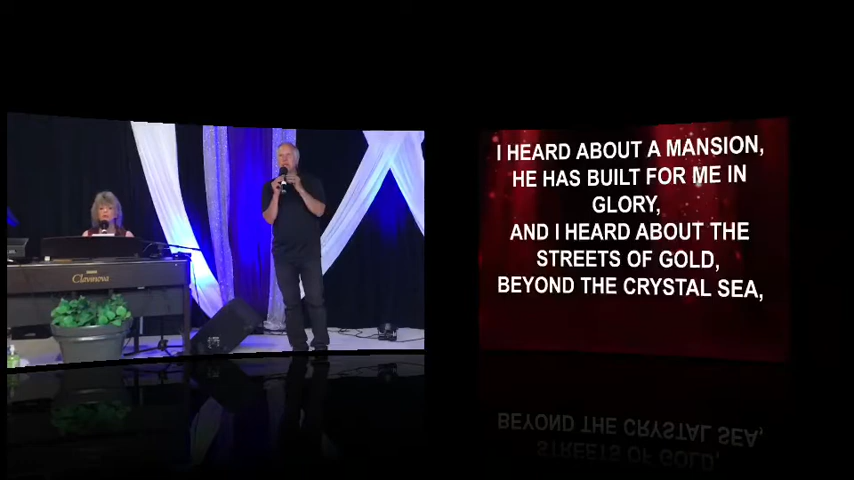 I HEARD ABOUT A MANSION,
HE HAS BUILT FOR ME IN
GLORY,
AND I HEARD ABOUT THE
STREETS OF GOLD,
BEYOND THE CRYSTAL SEA,
Clavinova